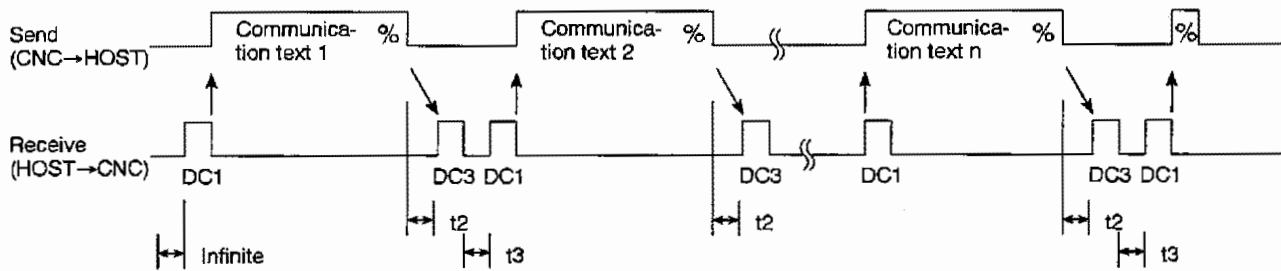 Send
(CNC→HOST)
Communica-
tion text 1
%
Communica-
tion text 2
%
Communica-
tion text n
%
%
Receive
(HOST→CNC)
DC1
DC3
DC1
DC3
DC1
DC3
DC1
t2
t2
t2
Infinite
t3
t3